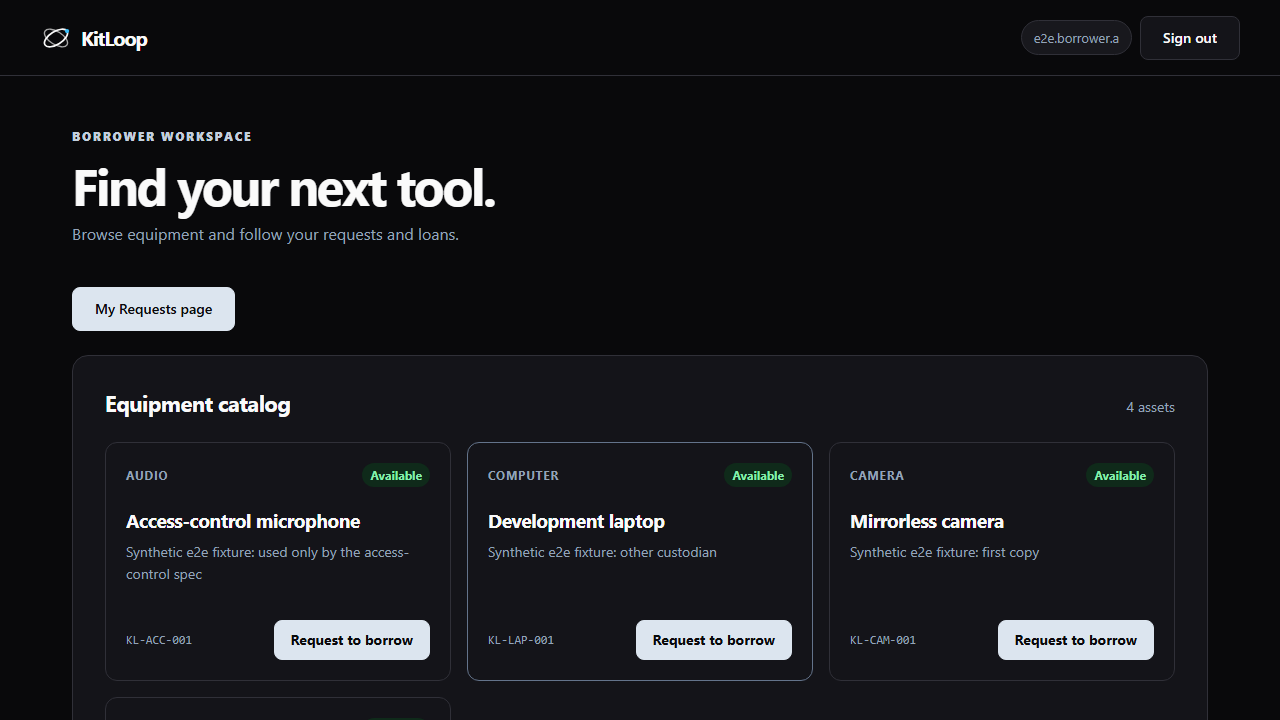 KitLoop
e2e.borrower.a
Sign out
BORROWER WORKSPACE
Find your next tool.
Browse equipment and follow your requests and loans.
My Requests page
Equipment catalog
4 assets
AUDIO
Available
Access-control microphone
Synthetic e2e fixture: used only by the access-
control spec
KL-ACC-001
Request to borrow
COMPUTER
Available
Development laptop
Synthetic e2e fixture: other custodian
KL-LAP-001
Request to borrow
CAMERA
Available
Mirrorless camera
Synthetic e2e fixture: first copy
KL-CAM-001
Request to borrow